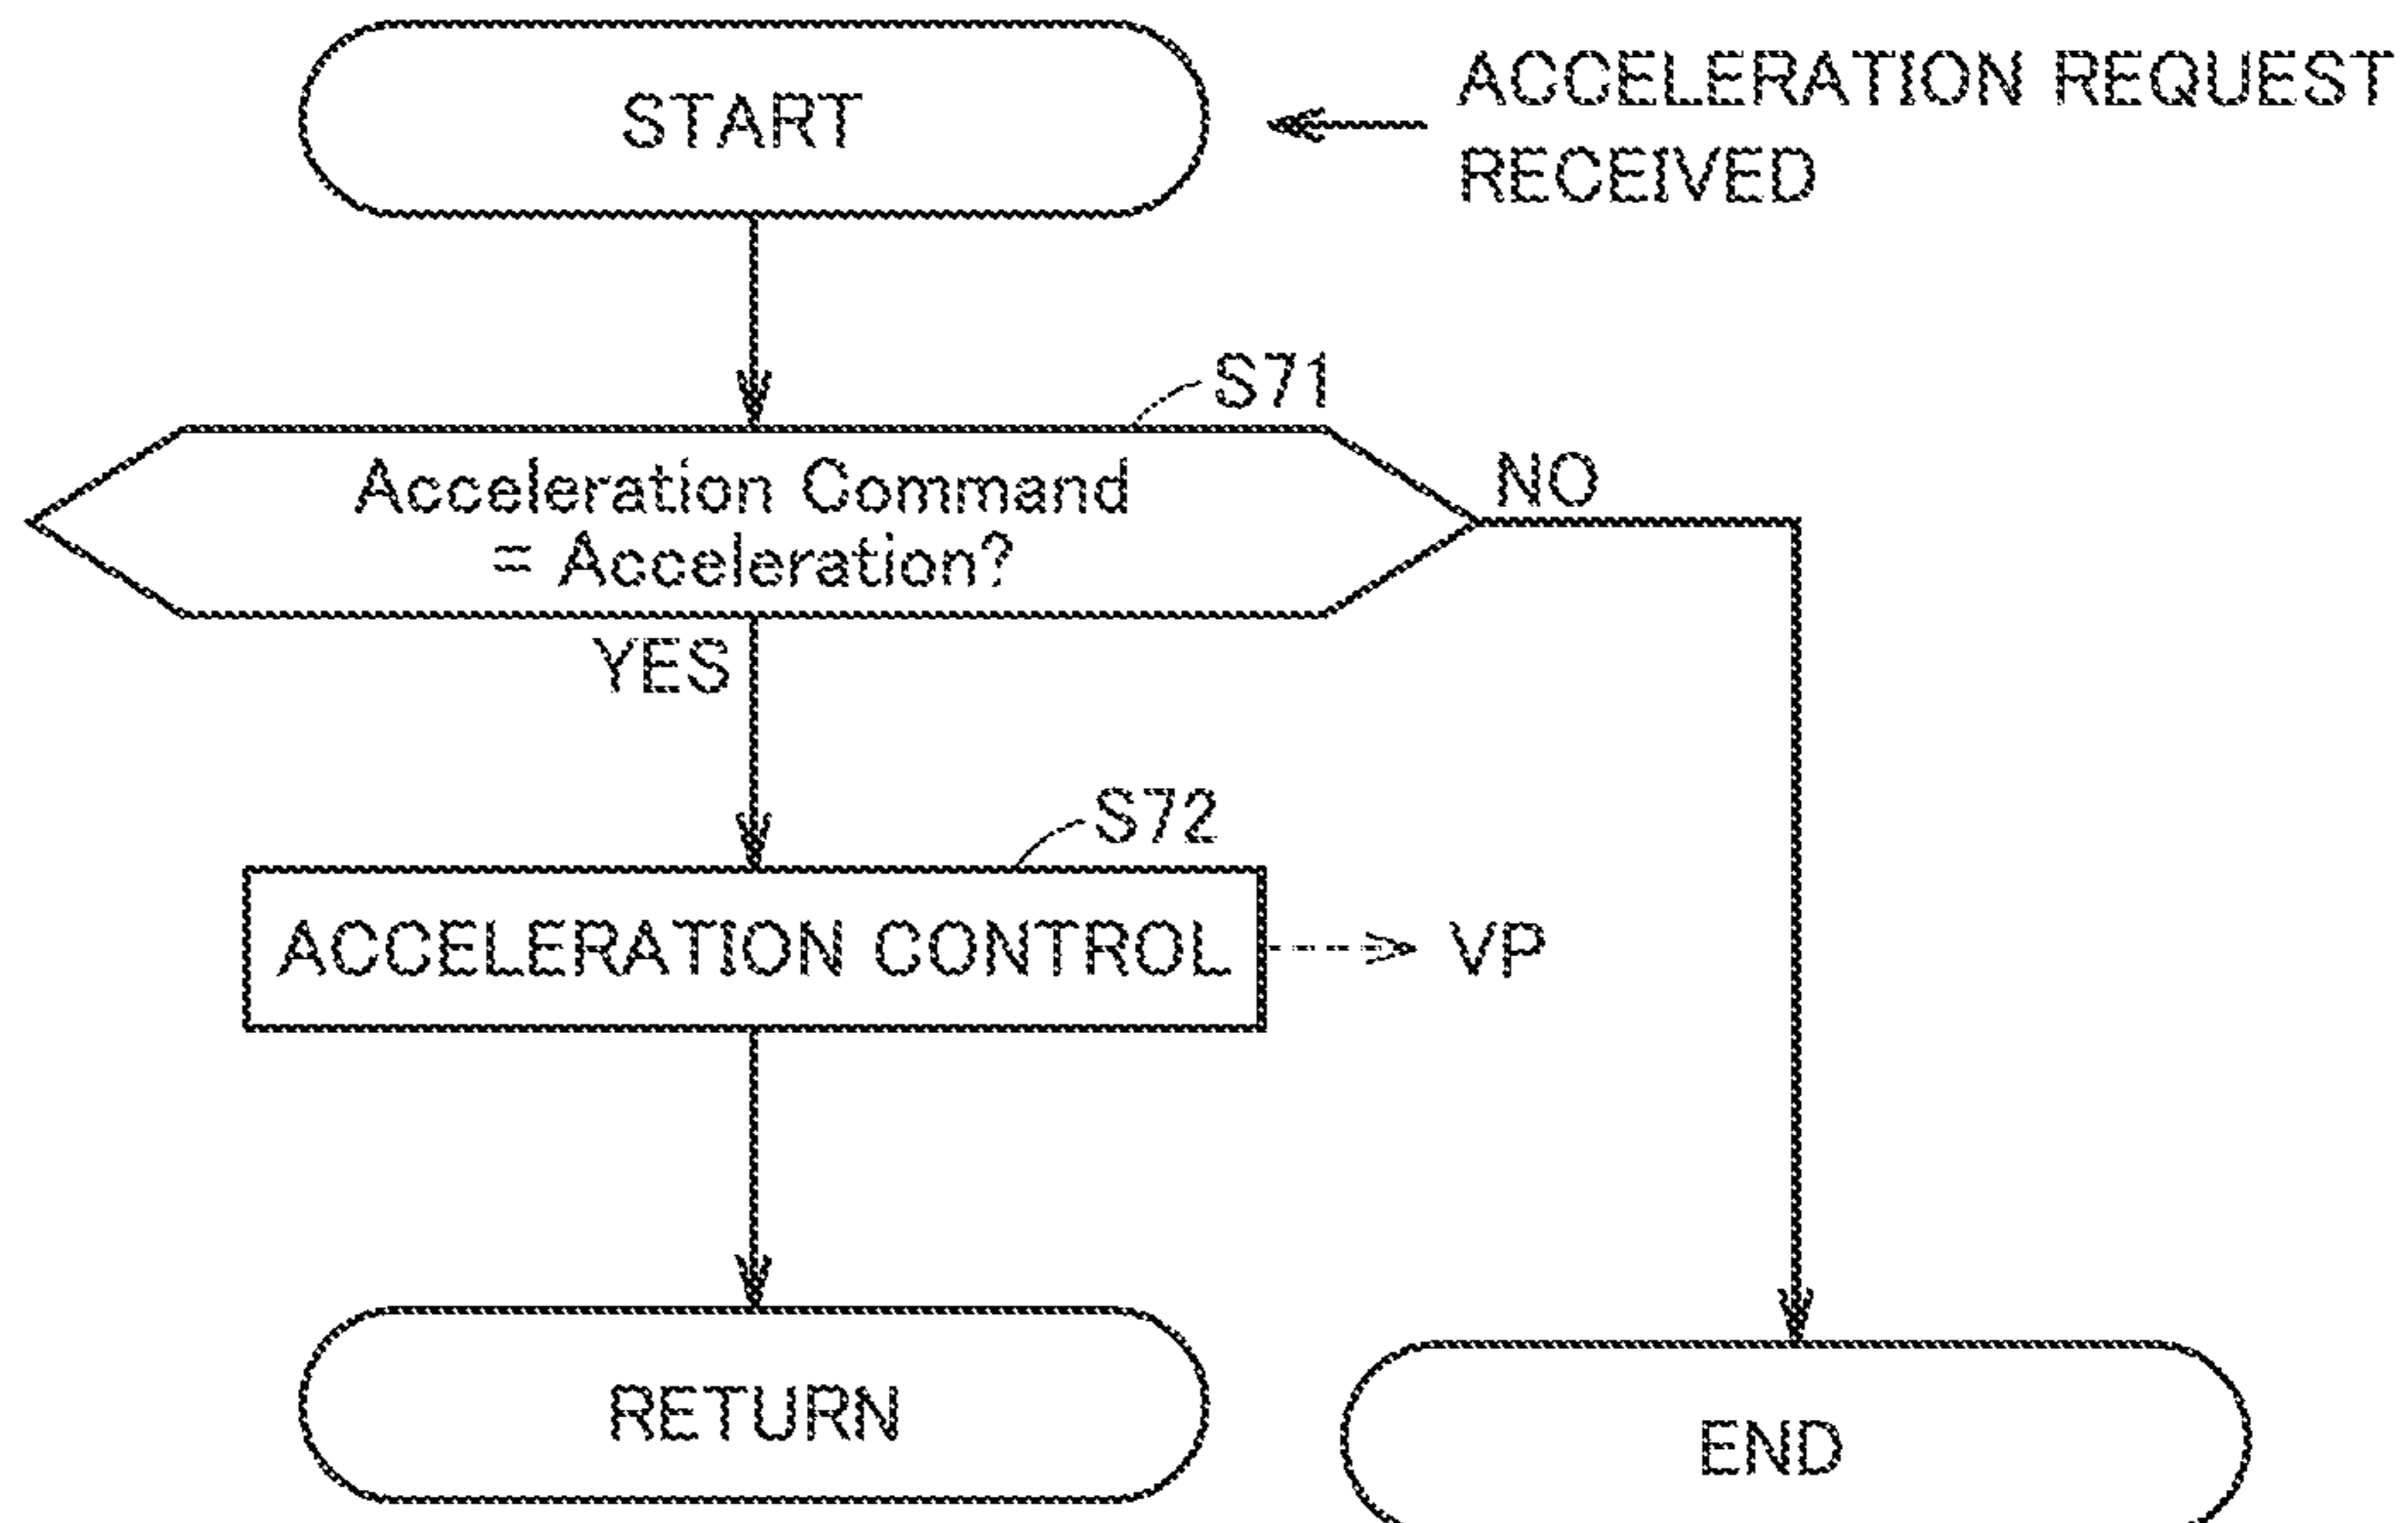 START
ACCELERATION REQUEST
RECEIVED
S71
Acceleration Command
= Acceleration?
NO
YES
S72
ACCELERATION CONTROL
VP
RETURN
END